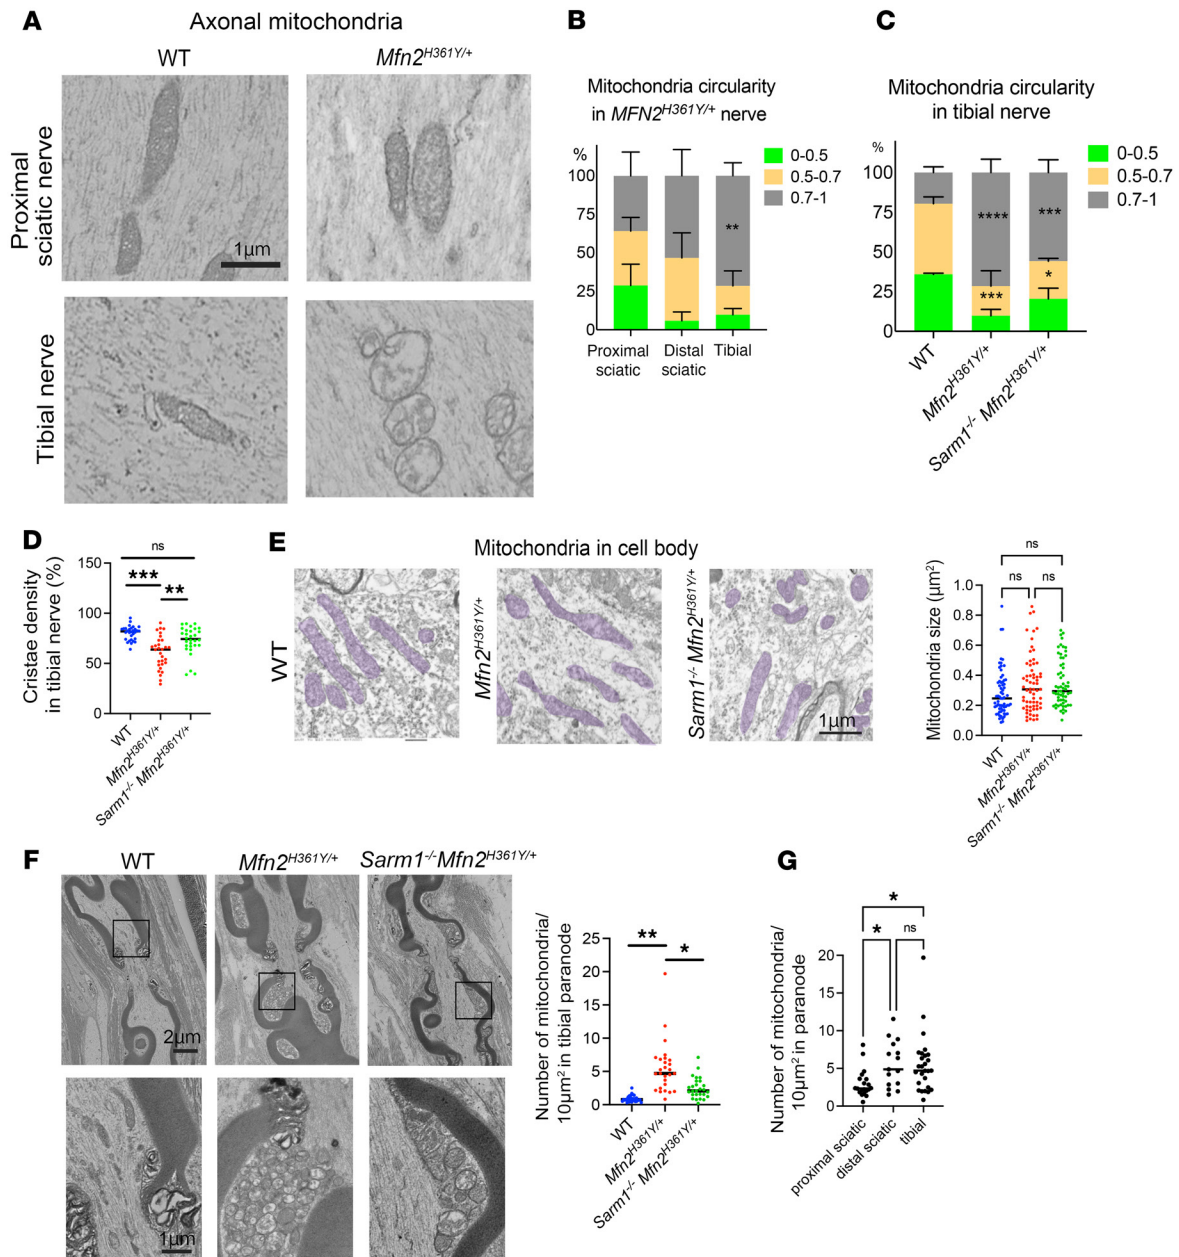 A
Axonal mitochondria
WT
Mfn2H361Y/+
Proximal
sciatic nerve
1µm
Tibial nerve
B
Mitochondria circularity
in MFN2H361Y/+ nerve
%
100
75
50
25
0
**
0-0.5
0.5-0.7
0.7-1
Proximal
sciatic
Distal
sciatic
Tibial
C
Mitochondria circularity
in tibial nerve
%
100
75
50
25
0
****
***
***
*
0-0.5
0.5-0.7
0.7-1
WT
Mfn2H361Y/+
Sarm1-/- Mfn2H361Y/+
D
Cristae density
in tibial nerve (%)
150
100
50
0
ns
***
**
WT
Mfn2H361Y/+
Sarm1-/- Mfn2H361Y/+
E
Mitochondria in cell body
WT
Mfn2H361Y/+
Sarm1-/- Mfn2H361Y/+
1µm
Mitochondria size (µm2)
1.0
0.8
0.6
0.4
0.2
0.0
ns
ns
ns
WT
Mfn2H361Y/+
Sarm1-/- Mfn2H361Y/+
F
WT
Mfn2H361Y/+
Sarm1-/-Mfn2H361Y/+
2µm
1µm
Number of mitochondria/
10µm2 in tibial paranode
25
20
15
10
5
0
**
*
WT
Mfn2H361Y/+
Sarm1-/- Mfn2H361Y/+
G
Number of mitochondria/
10µm2 in paranode
20
15
10
5
0
*
*
ns
proximal sciatic
distal sciatic
tibial